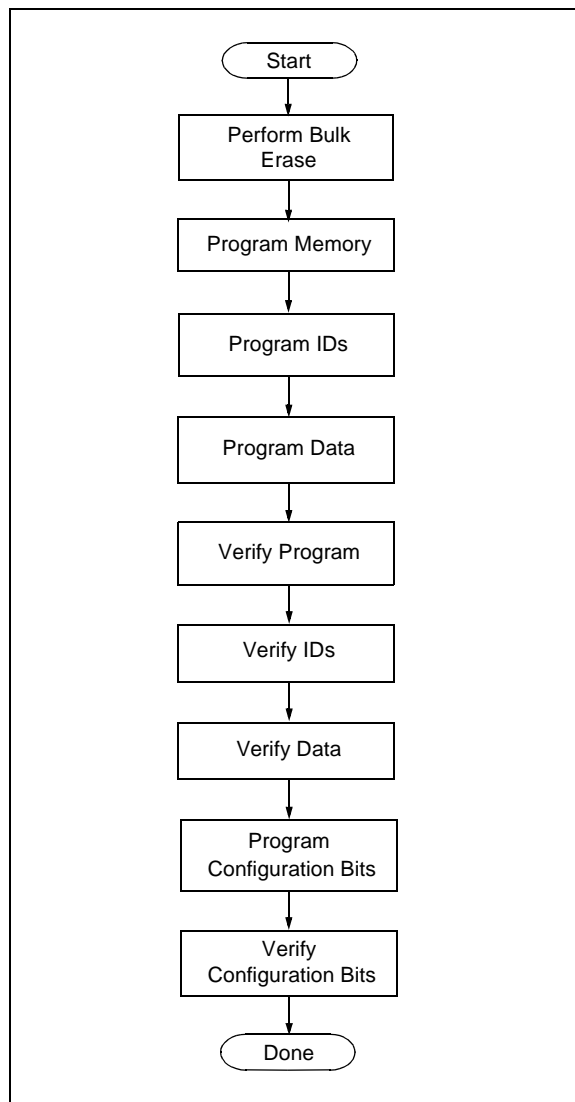 Start
Perform Bulk
Erase
Program Memory
Program IDs
Program Data
Verify Program
Verify IDs
Verify Data
Program
Configuration Bits
Verify
Configuration Bits
Done